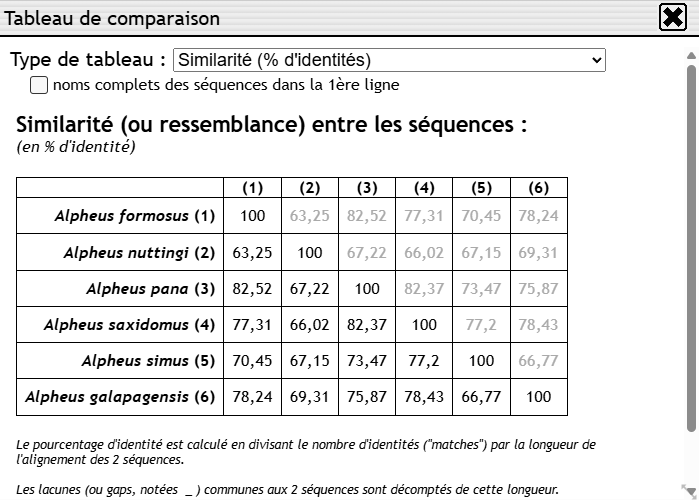 Tableau de comparaison
Type de tableau : Similarité (% d'identités)
noms complets des séquences dans la 1ère ligne
Similarité (ou ressemblance) entre les séquences :
(en % d'identité)
(1) (2) (3) (4) (5) (6)
Alpheus formosus (1) 100 63,25 82,52 77,31 70,45 78,24
Alpheus nuttingi (2) 63,25 100 67,22 66,02 67,15 69,31
Alpheus pana (3) 82,52 67,22 100 82,37 73,47 75,87
Alpheus saxidomus (4) 77,31 66,02 82,37 100 77,2 78,43
Alpheus simus (5) 70,45 67,15 73,47 77,2 100 66,77
Alpheus galapagensis (6) 78,24 69,31 75,87 78,43 66,77 100
Le pourcentage d'identité est calculé en divisant le nombre d'identités ("matches") par la longueur de
l'alignement des 2 séquences.
Les lacunes (ou gaps, notées _ ) communes aux 2 séquences sont décomptés de cette longueur.